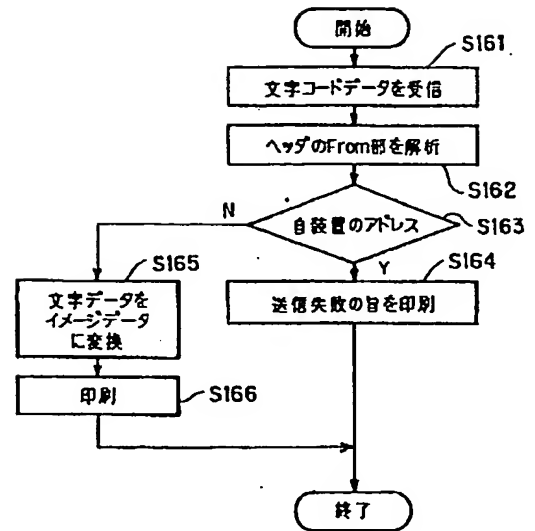 開始
S161
文字コードデータを受信
ヘッダのFrom部を解析
S162
N
自装置のアドレス
S163
Y
S165
S164
文字データを
イメージデータ
に変換
送信失敗の旨を印刷
印刷
S166
終了